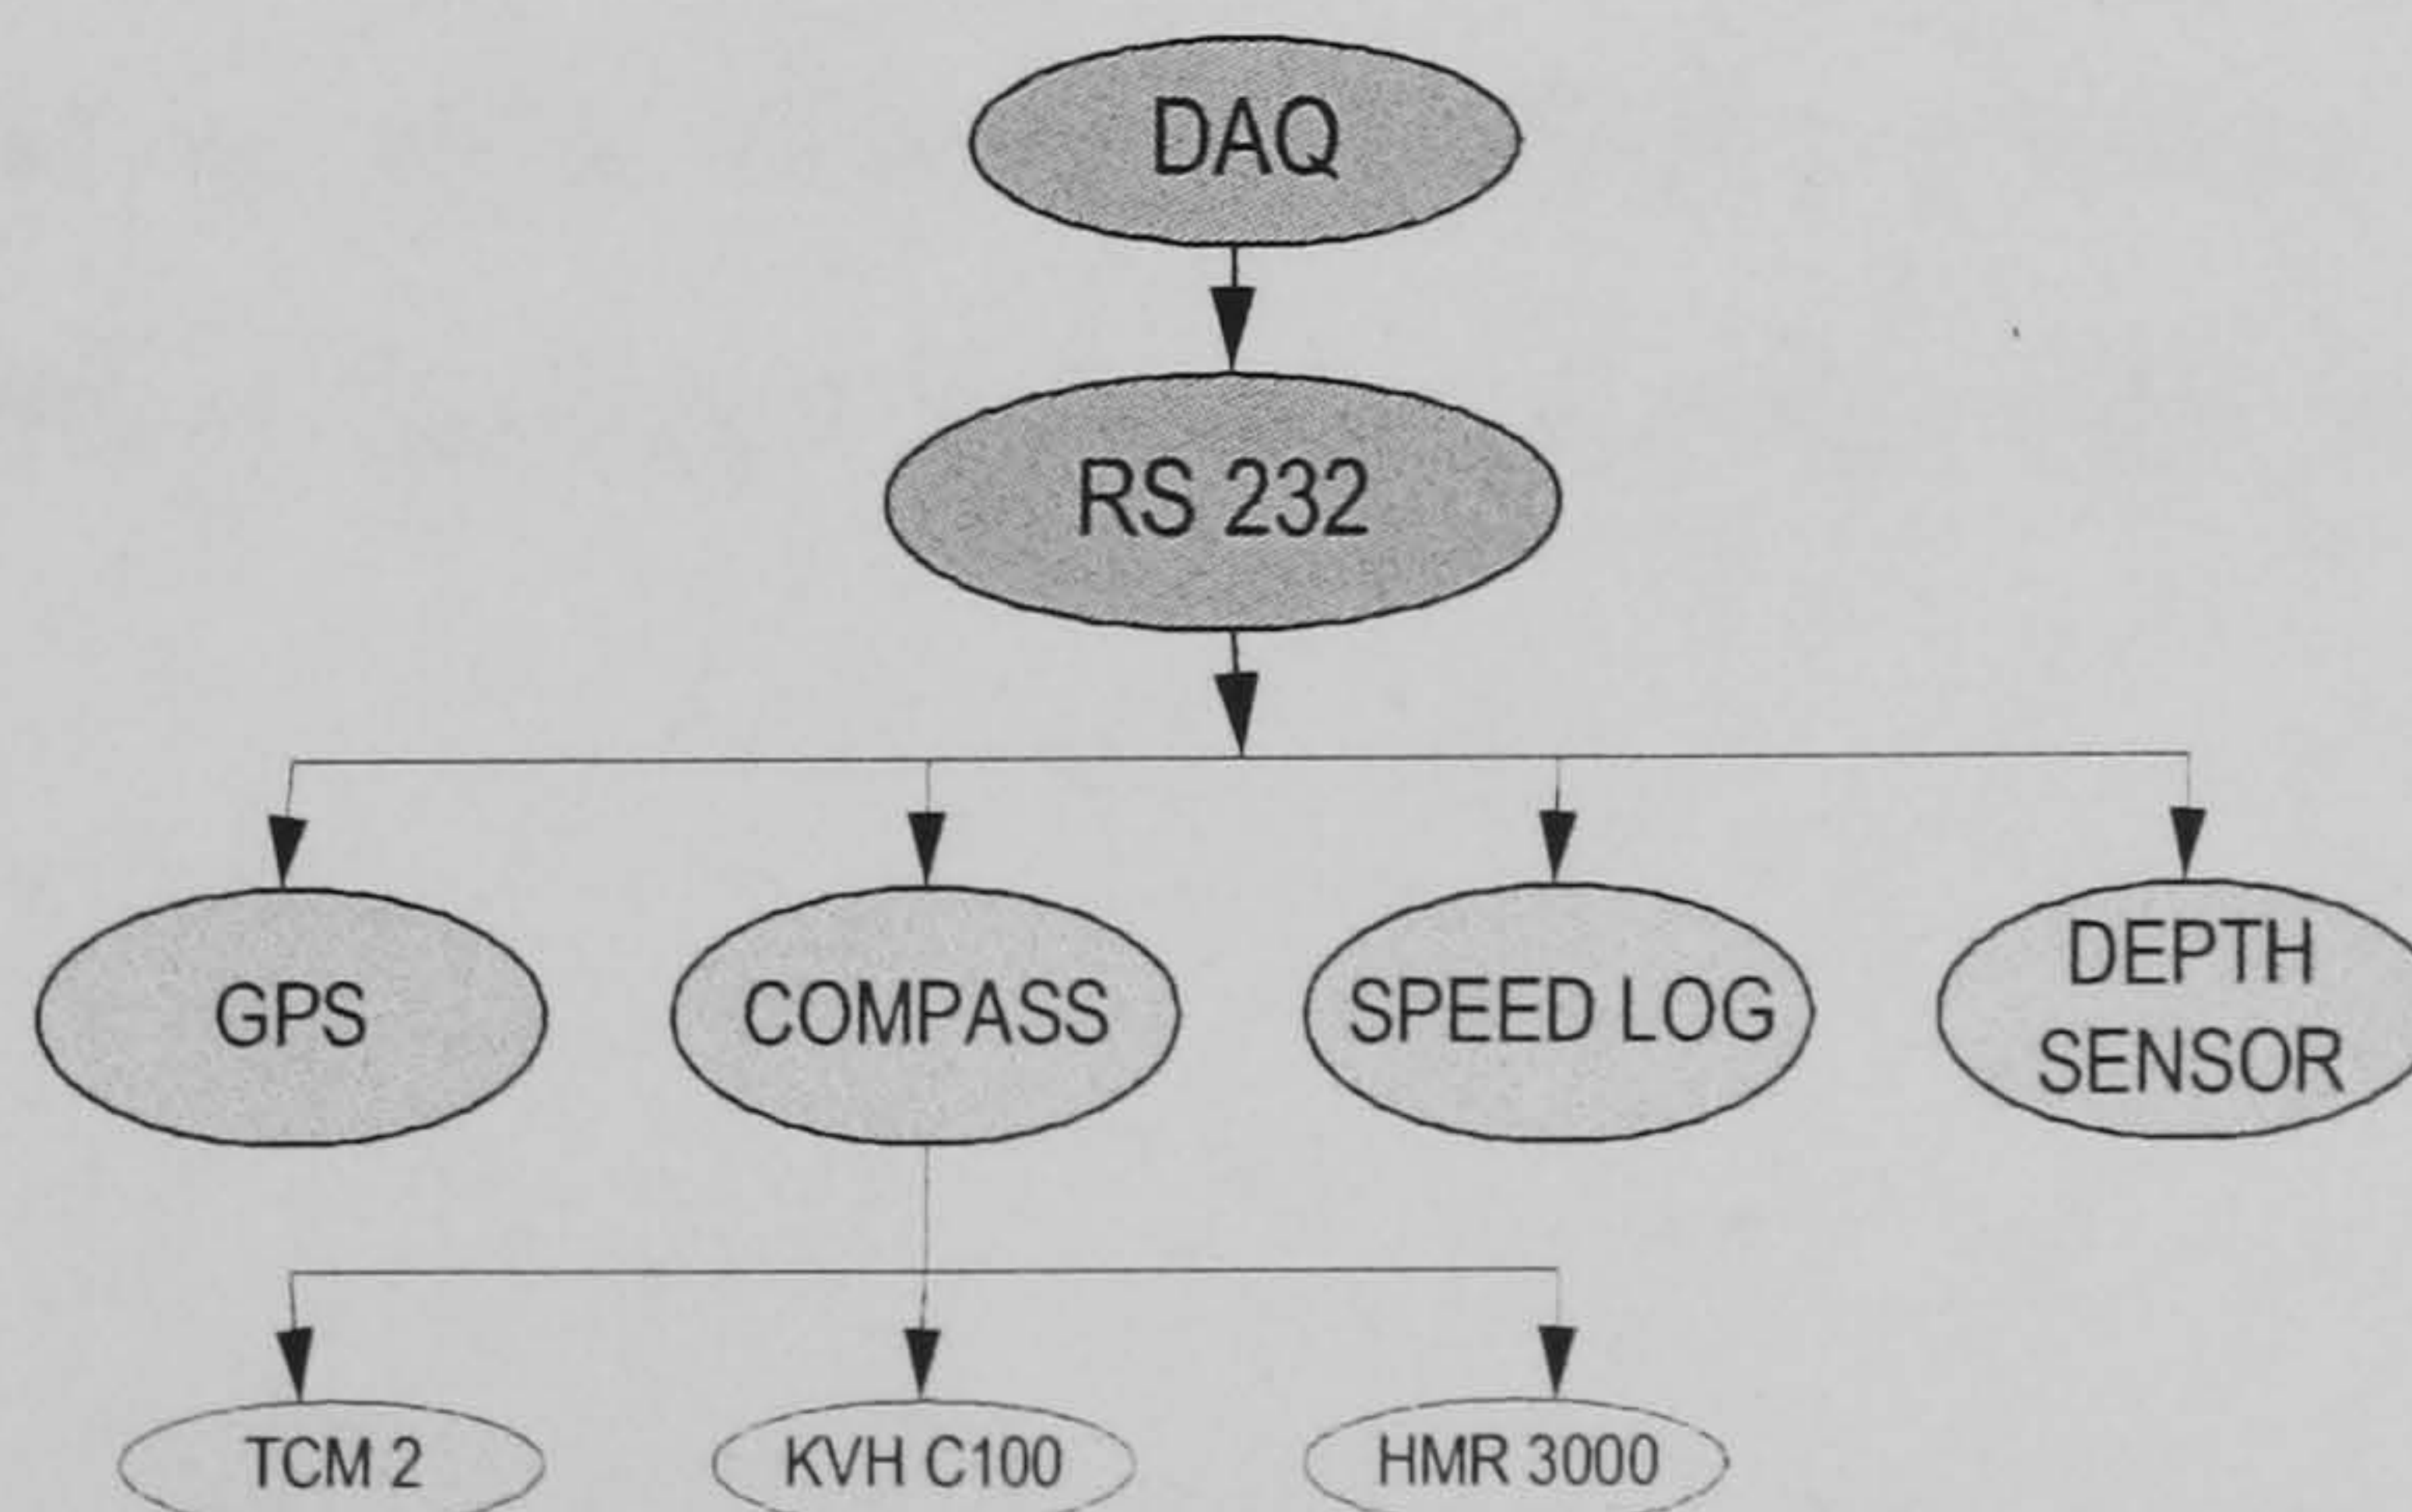 DAQ
RS 232
GPS
COMPASS
SPEED LOG
DEPTH
SENSOR
TCM 2
KVH C100
HMR 3000